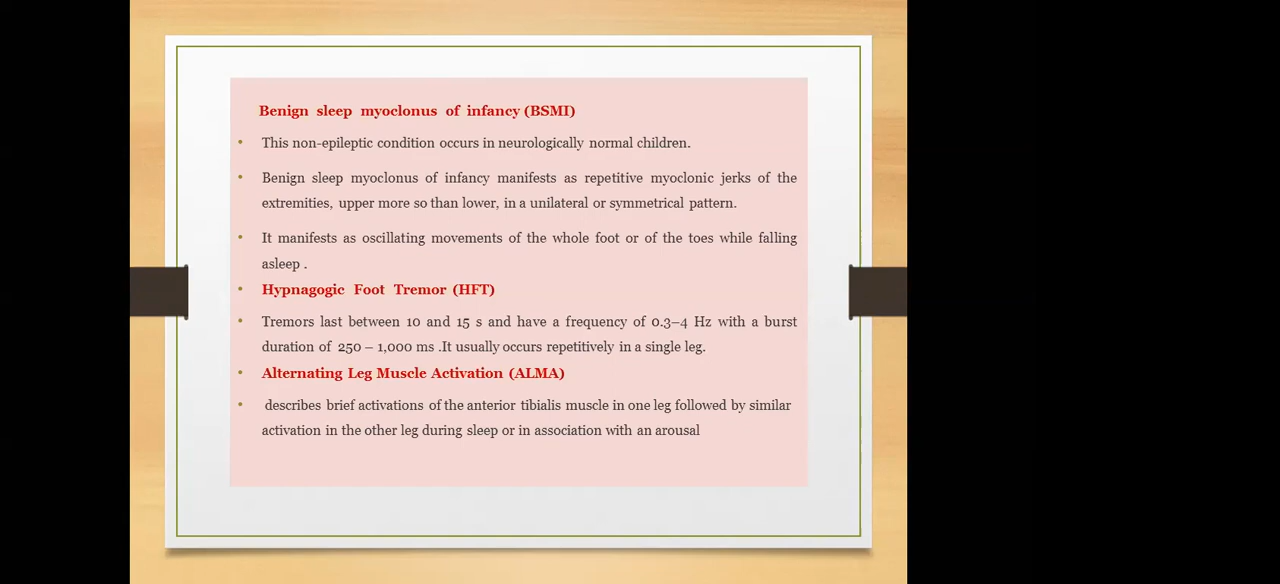 Benign sleep myoclonus of infancy (BSMI)
• This non-epileptic condition occurs in neurologically normal children.
• Benign sleep myoclonus of infancy manifests as repetitive myoclonic jerks of the
extremities, upper more so than lower, in a unilateral or symmetrical pattern.
• It manifests as oscillating movements of the whole foot or of the toes while falling
asleep .
• Hypnagogic Foot Tremor (HFT)
• Tremors last between 10 and 15 s and have a frequency of 0.3–4 Hz with a burst
duration of 250 – 1,000 ms .It usually occurs repetitively in a single leg.
• Alternating Leg Muscle Activation (ALMA)
• describes brief activations of the anterior tibialis muscle in one leg followed by similar
activation in the other leg during sleep or in association with an arousal